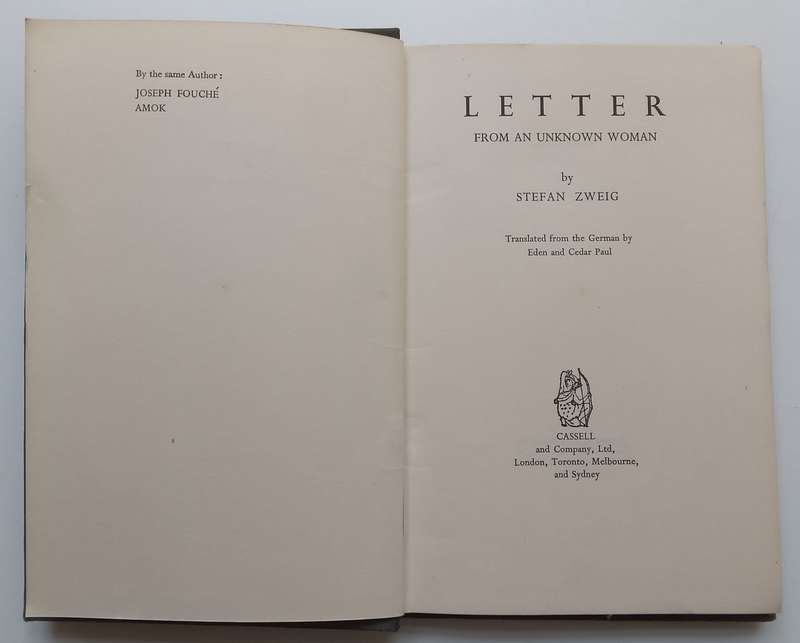 By the same Author :
JOSEPH FOUCHÉ
AMOK
LETTER
FROM AN UNKNOWN WOMAN
by
STEFAN ZWEIG
Translated from the German by
Eden and Cedar Paul
CASSELL
and Company, Ltd,
London, Toronto, Melbourne,
and Sydney